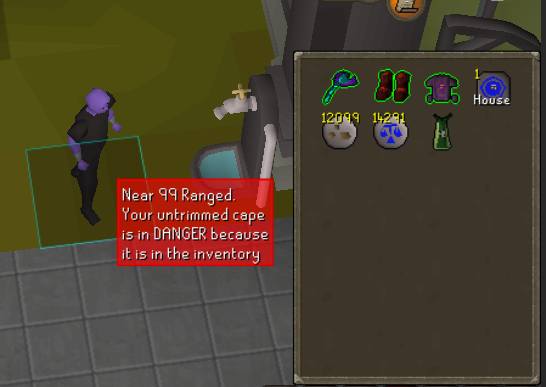 1
House
12099 14291
Near 99 Ranged.
Your untrimmed cape
is in DANGER because
it is in the inventory